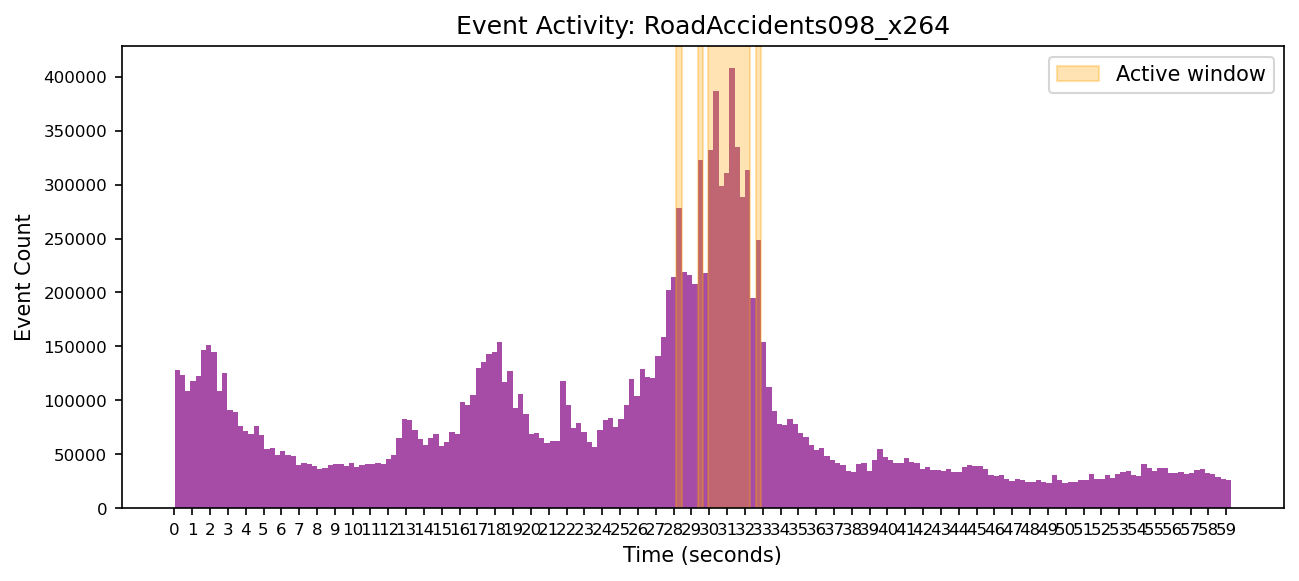 Event Activity: RoadAccidents098_x264
Active window
Event Count
400000
350000
300000
250000
200000
150000
100000
50000
0
0 1 2 3 4 5 6 7 8 9 10 11 12 13 14 15 16 17 18 19 20 21 22 23 24 25 26 27 28 29 30 31 32 33 34 35 36 37 38 39 40 41 42 43 44 45 46 47 48 49 50 51 52 53 54 55 56 57 58 59
Time (seconds)